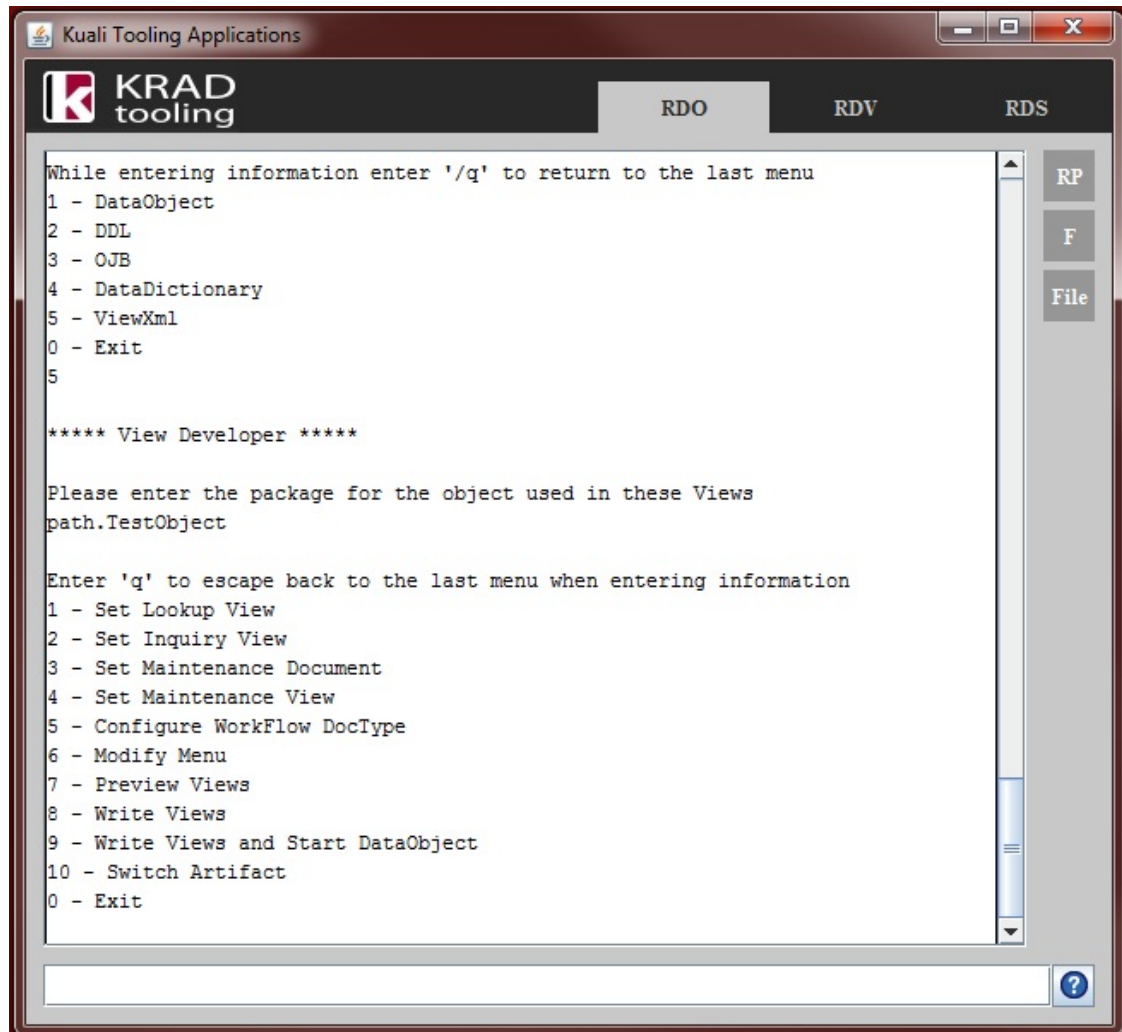 Kuali Tooling Applications
KRAD
tooling
RDO
RDV
RDS
While entering information enter '/q' to return to the last menu
1 - DataObject
2 - DDL
3 - OJB
4 - DataDictionary
5 - ViewXml
0 - Exit
5
***** View Developer *****
Please enter the package for the object used in these Views
path.TestObject
Enter 'q' to escape back to the last menu when entering information
1 - Set Lookup View
2 - Set Inquiry View
3 - Set Maintenance Document
4 - Set Maintenance View
5 - Configure WorkFlow DocType
6 - Modify Menu
7 - Preview Views
8 - Write Views
9 - Write Views and Start DataObject
10 - Switch Artifact
0 - Exit
RP
F
File